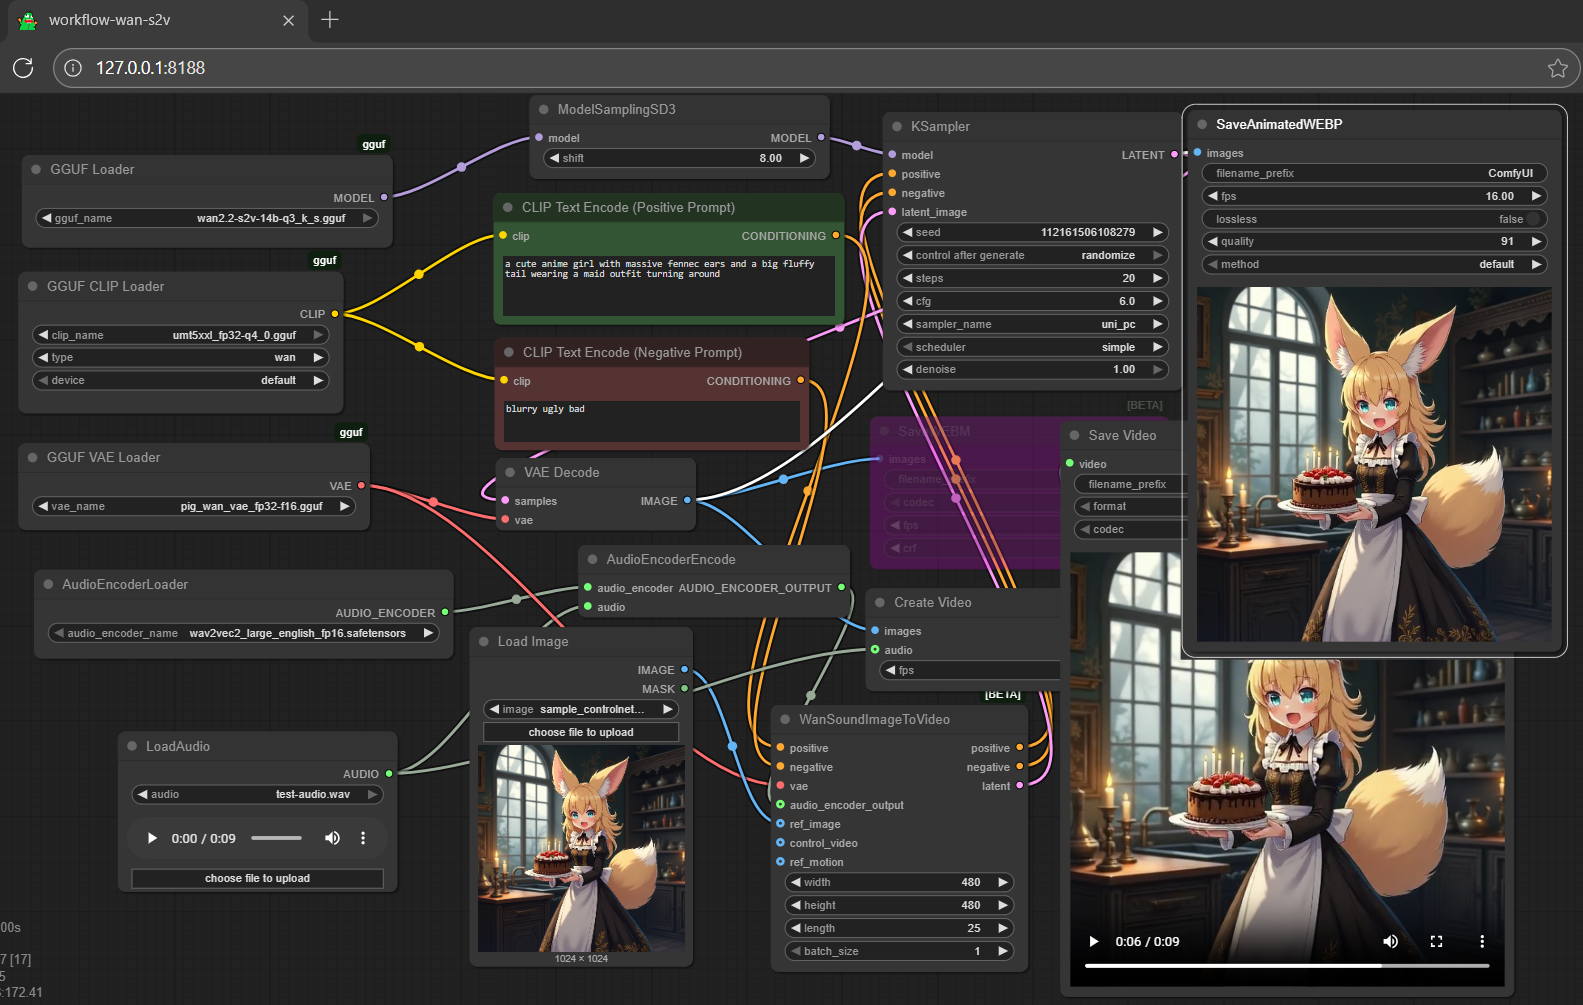 workflow-wan-s2v
127.0.0.1:8188
gguf
GGUF Loader
MODEL
gguf_name wan2.2-s2v-14b-q3_k_s.gguf
gguf
GGUF CLIP Loader
CLIP
clip_name umt5xxl_fp32-q4_0.gguf
type wan
device default
gguf
GGUF VAE Loader
VAE
vae_name pig_wan_vae_fp32-f16.gguf
AudioEncoderLoader
AUDIO_ENCODER
audio_encoder_name wav2vec2_large_english_fp16.safetensors
LoadAudio
AUDIO
audio test-audio.wav
0:00 / 0:09
choose file to upload
00s
7 [17]
5
:172.41
ModelSamplingSD3
model MODEL
shift 8.00
CLIP Text Encode (Positive Prompt)
clip CONDITIONING
a cute anime girl with massive fennec ears and a big fluffy
tail wearing a maid outfit turning around
CLIP Text Encode (Negative Prompt)
clip CONDITIONING
blurry ugly bad
VAE Decode
samples IMAGE
vae
AudioEncoderEncode
audio_encoder AUDIO_ENCODER_OUTPUT
audio
Load Image
IMAGE
MASK
image sample_controlnet...
choose file to upload
1024 × 1024
KSampler
model LATENT
positive
negative
latent_image
seed 112161506108279
control after generate randomize
steps 20
cfg 6.0
sampler_name uni_pc
scheduler simple
denoise 1.00
[BETA]
images
codec
fps
crf
Create Video
images
audio
fps
[BETA]
WanSoundImageToVideo
positive positive
negative negative
vae latent
audio_encoder_output
ref_image
control_video
ref_motion
width 480
height 480
length 25
batch_size 1
Save Video
video
filename_prefix
format
codec
0:06 / 0:09
SaveAnimatedWEBP
images
filename_prefix ComfyUI
fps 16.00
lossless false
quality 91
method default